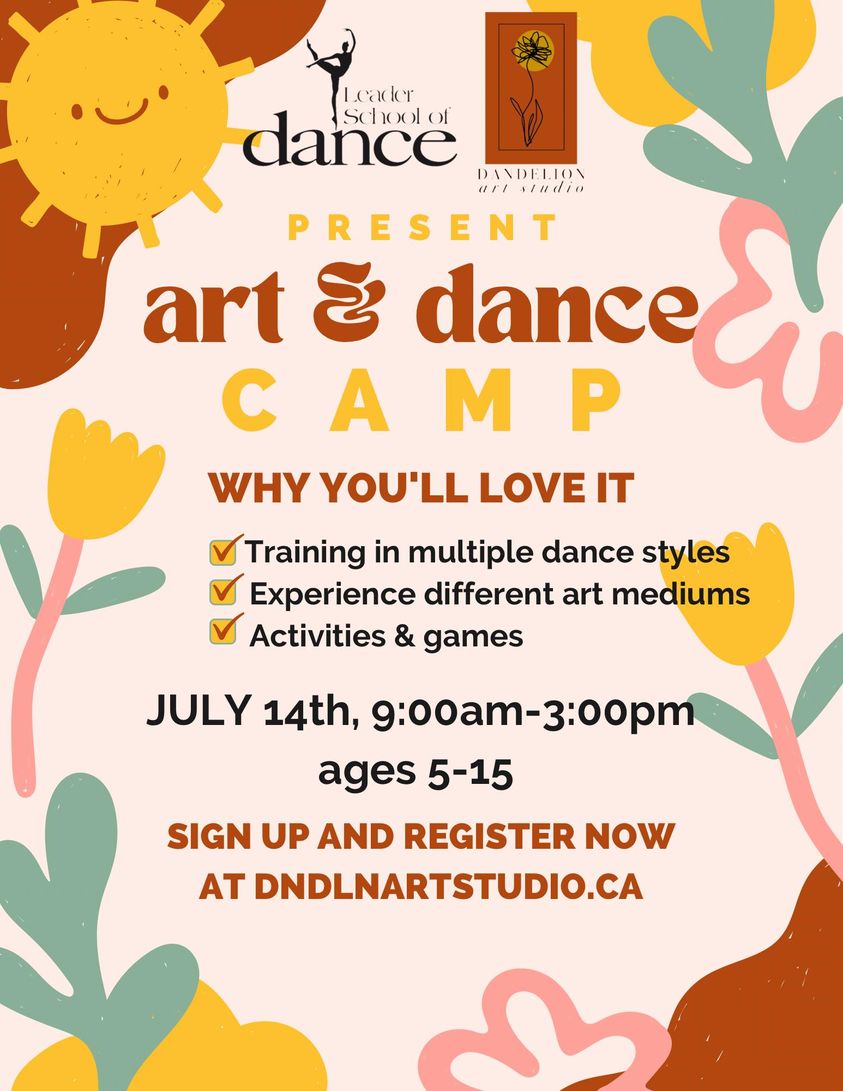 Leader
School of
dance
DANDELION
art studio
PRESENT
art & dance
CAMP
WHY YOU'LL LOVE IT
Training in multiple dance styles
Experience different art mediums
Activities & games
JULY 14th, 9:00am-3:00pm
ages 5-15
SIGN UP AND REGISTER NOW
AT DNDLNARTSTUDIO.CA